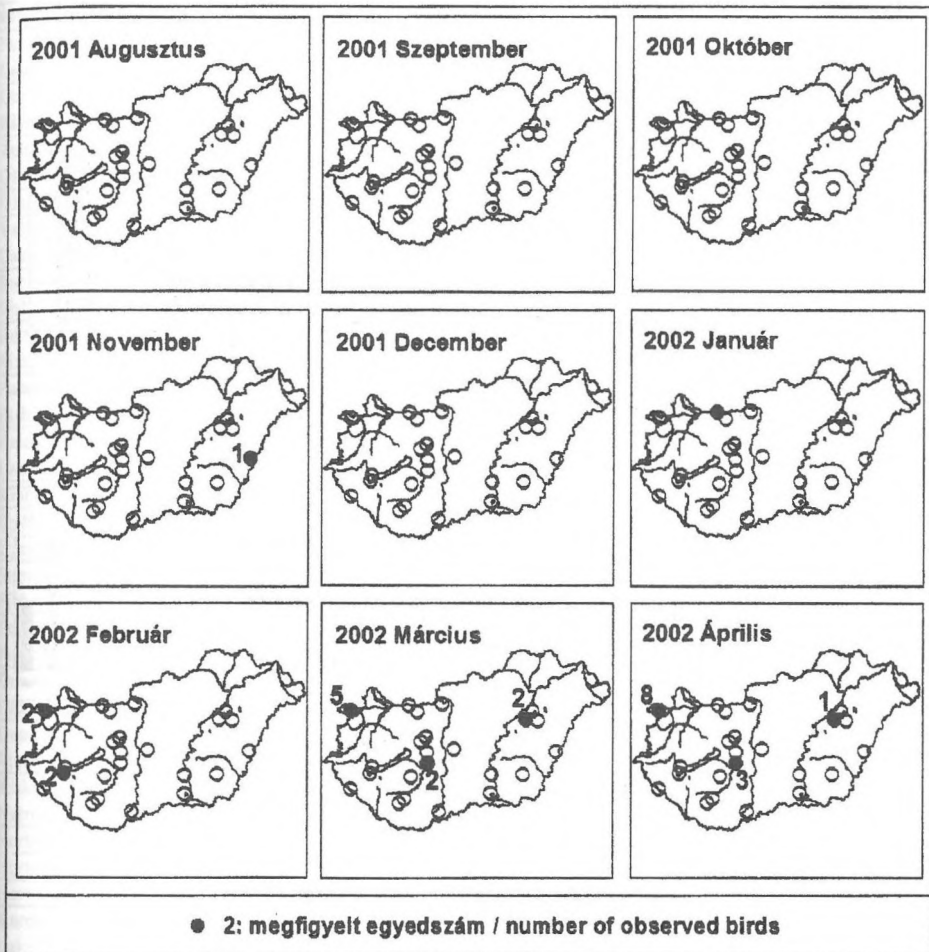 2001 Augusztus
2001 Szeptember
2001 Október
2001 November
1
2001 December
2002 Január
2002 Február
2
2
2002 Március
5
2
2
2002 Április
8
1
3
● 2: megfigyelt egyedszám / number of observed birds